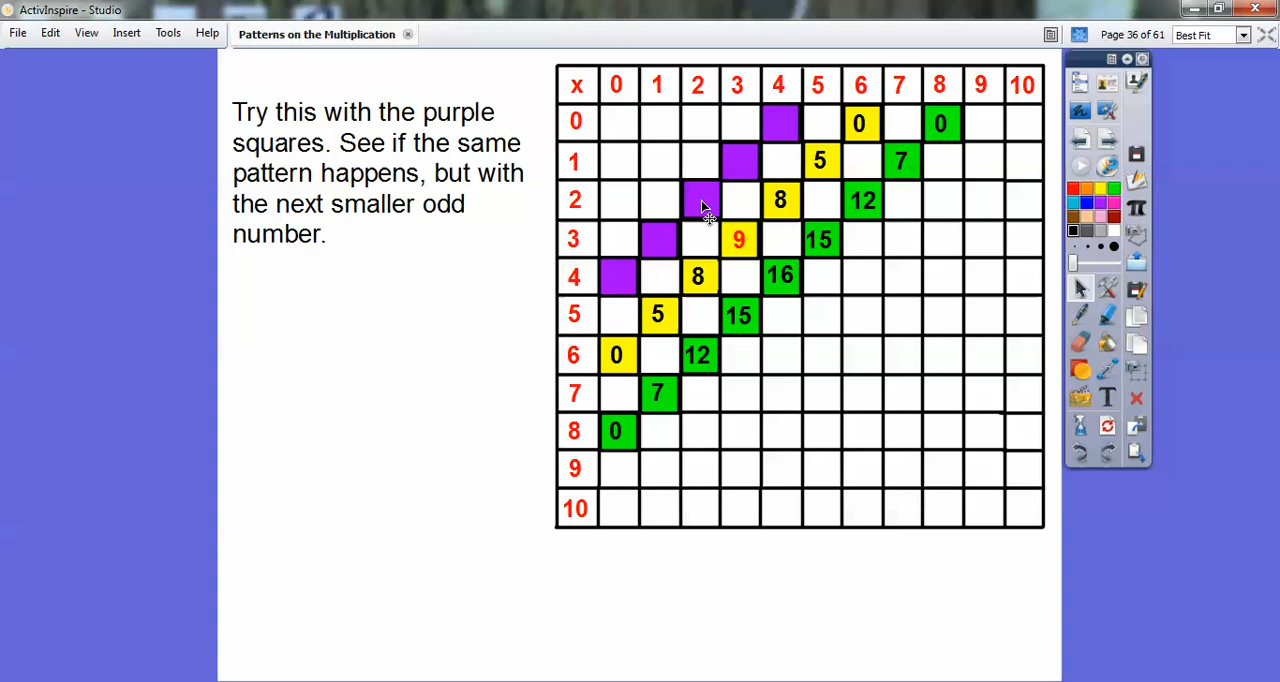 ActivInspire - Studio
File Edit View Insert Tools Help Patterns on the Multiplication Page 36 of 61 Best Fit
Try this with the purple
squares. See if the same
pattern happens, but with
the next smaller odd
number.
x 0 1 2 3 4 5 6 7 8 9 10
0 0 0
1 5 7
2 8 12
3 9 15
4 8 16
5 5 15
6 0 12
7 7
8 0
9
10